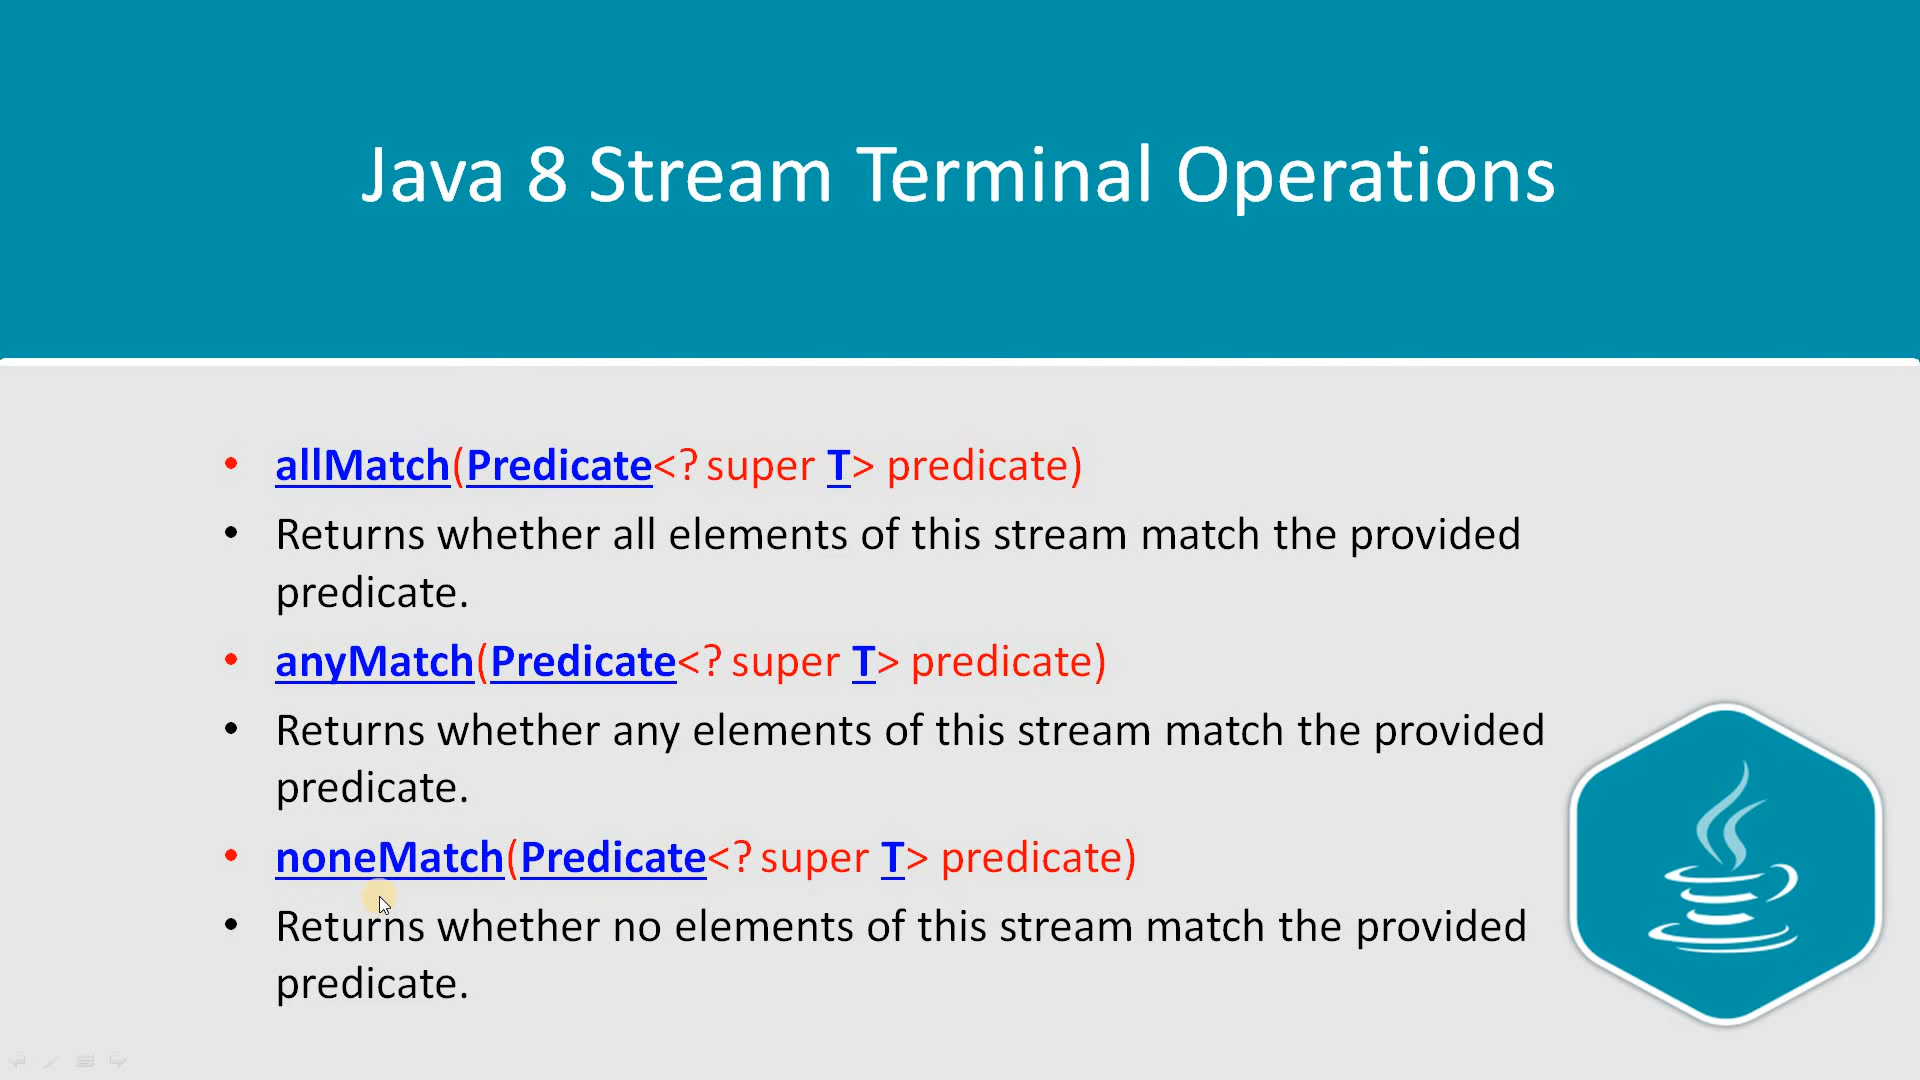 Java 8 Stream Terminal Operations
• allMatch(Predicate<? super T> predicate)
• Returns whether all elements of this stream match the provided
predicate.
• anyMatch(Predicate<? super T> predicate)
• Returns whether any elements of this stream match the provided
predicate.
• noneMatch(Predicate<? super T> predicate)
• Returns whether no elements of this stream match the provided
predicate.